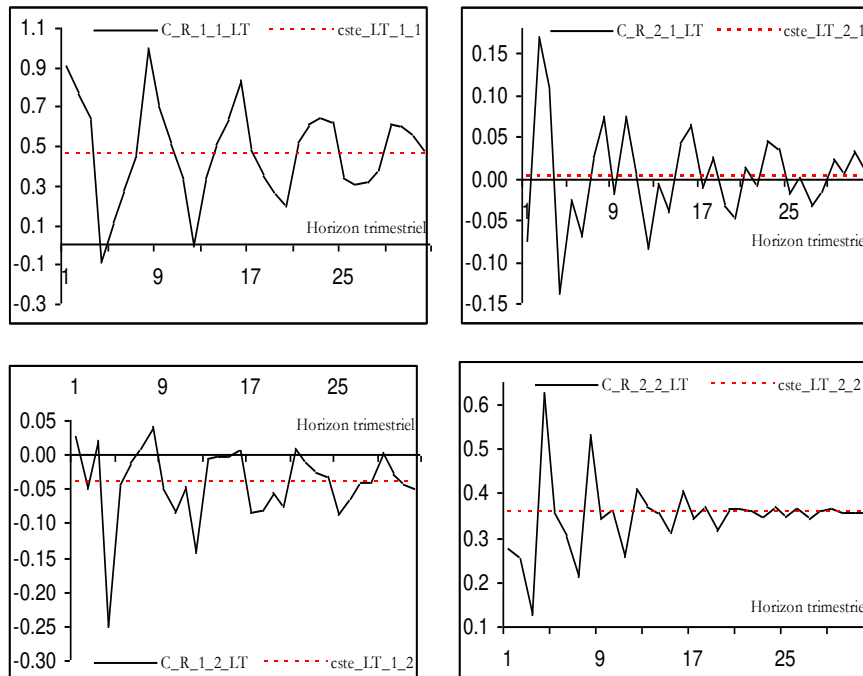 C_R_1_1_LT cste_LT_1_1
1.1
0.9
0.7
0.5
0.3
0.1
-0.1
-0.3
Horizon trimestriel
1 9 17 25
C_R_2_1_LT cste_LT_2_1
0.15
0.10
0.05
0.00
-0.05
-0.10
-0.15
1 9 17 25
Horizon trimestriel
1 9 17 25
Horizon trimestriel
0.05
0.00
-0.05
-0.10
-0.15
-0.20
-0.25
-0.30
C_R_1_2_LT cste_LT_1_2
C_R_2_2_LT cste_LT_2_2
0.6
0.5
0.4
0.3
0.2
0.1
Horizon trimestriel
1 9 17 25